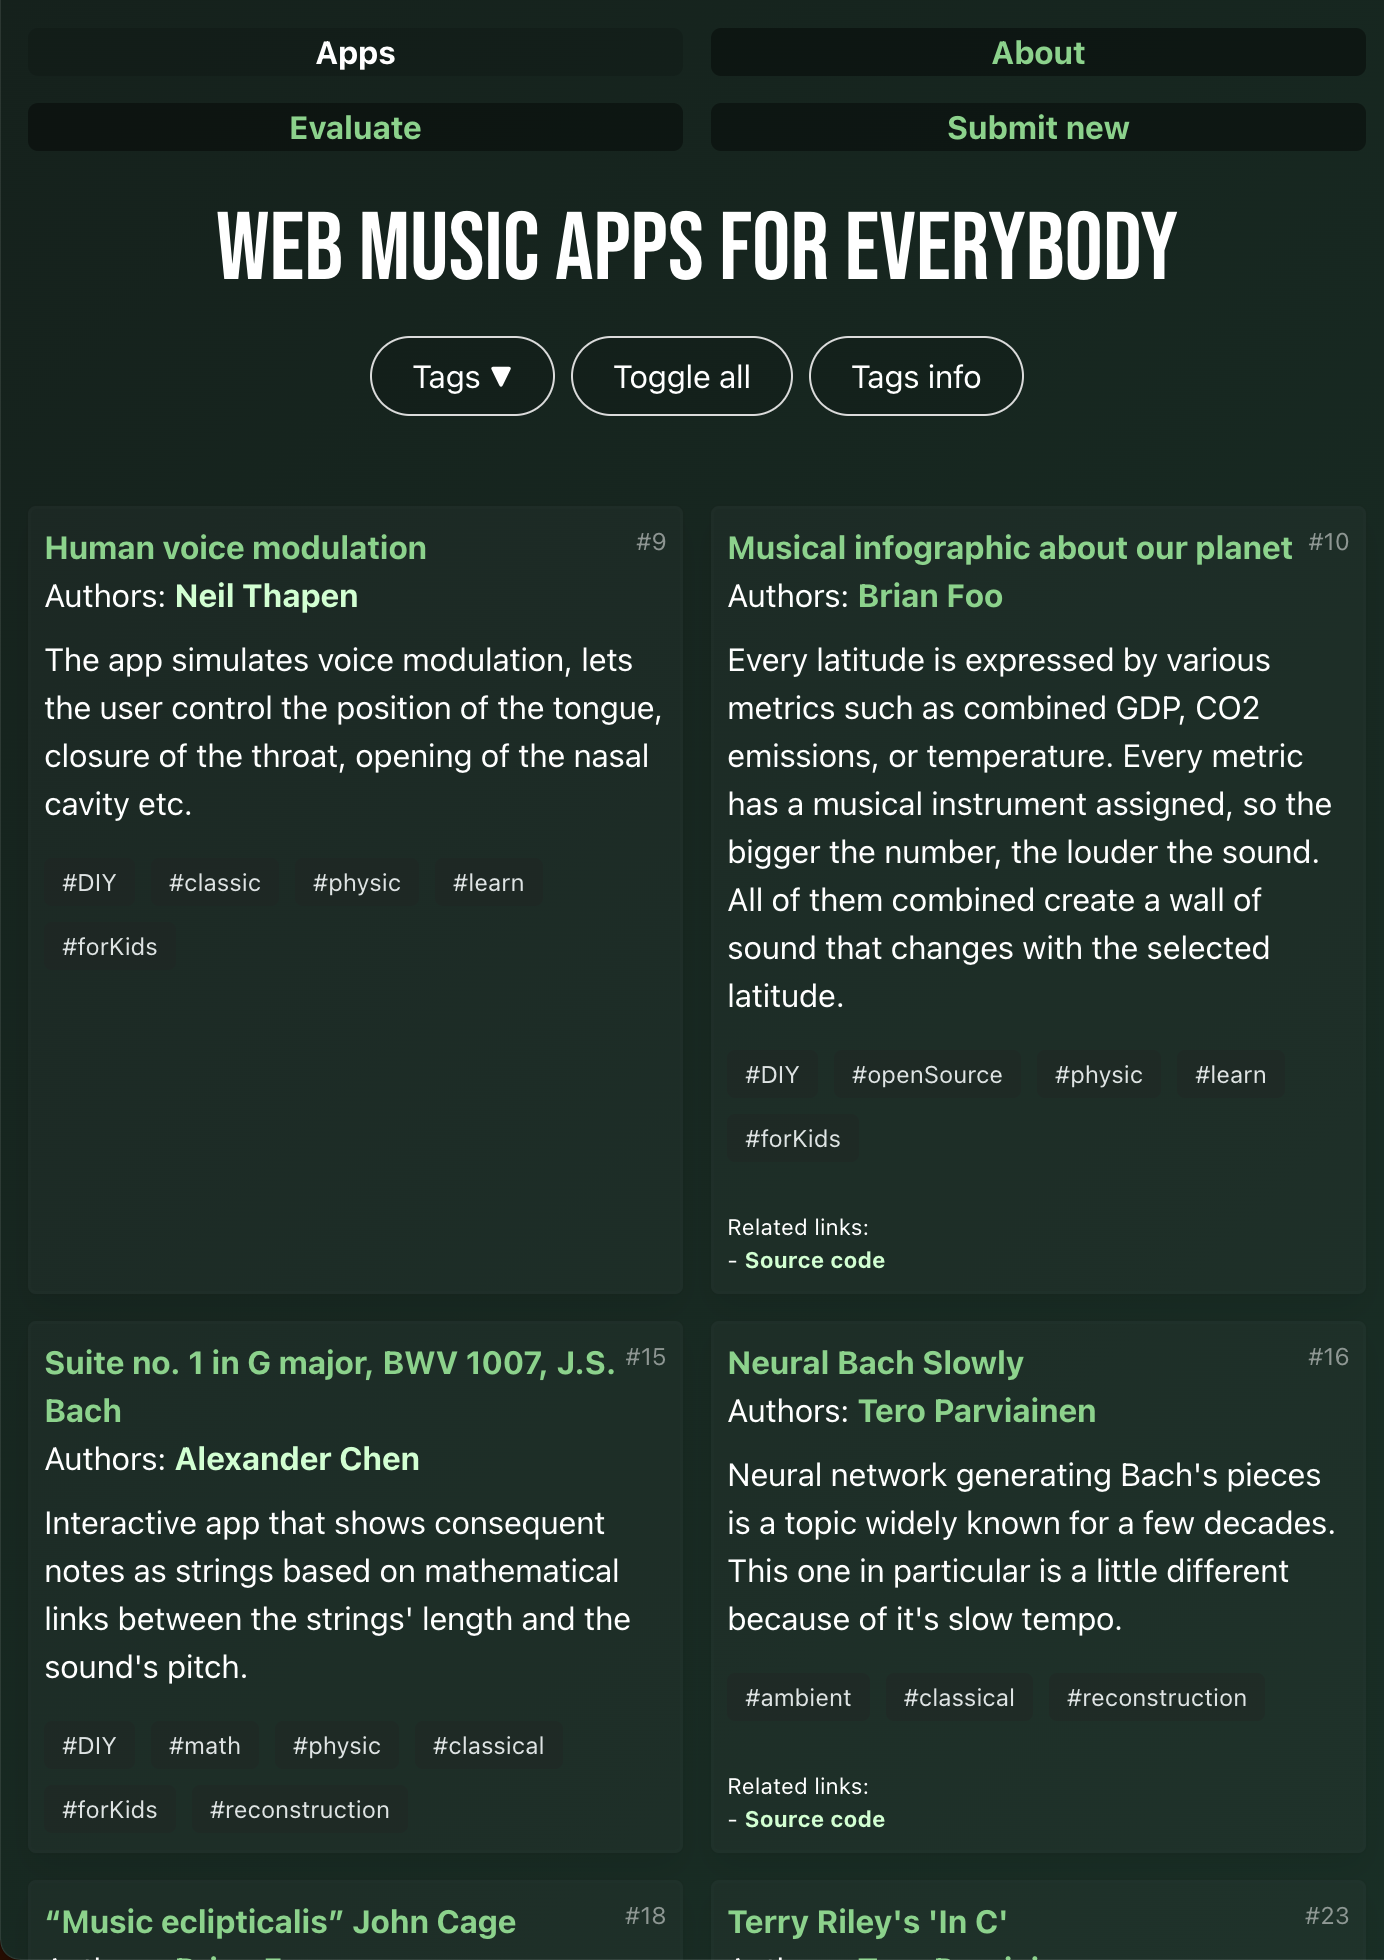 Apps
About
Evaluate
Submit new
WEB MUSIC APPS FOR EVERYBODY
Tags ▼
Toggle all
Tags info
Human voice modulation
#9
Authors: Neil Thapen
The app simulates voice modulation, lets
the user control the position of the tongue,
closure of the throat, opening of the nasal
cavity etc.
#DIY #classic #physic #learn
#forKids
Musical infographic about our planet
#10
Authors: Brian Foo
Every latitude is expressed by various
metrics such as combined GDP, CO2
emissions, or temperature. Every metric
has a musical instrument assigned, so the
bigger the number, the louder the sound.
All of them combined create a wall of
sound that changes with the selected
latitude.
#DIY #openSource #physic #learn
#forKids
Related links:
- Source code
Suite no. 1 in G major, BWV 1007, J.S.
#15
Bach
Authors: Alexander Chen
Interactive app that shows consequent
notes as strings based on mathematical
links between the strings' length and the
sound's pitch.
#DIY #math #physic #classical
#forKids #reconstruction
Neural Bach Slowly
#16
Authors: Tero Parviainen
Neural network generating Bach's pieces
is a topic widely known for a few decades.
This one in particular is a little different
because of it's slow tempo.
#ambient #classical #reconstruction
Related links:
- Source code
“Music eclipticalis” John Cage
#18
Terry Riley's 'In C'
#23